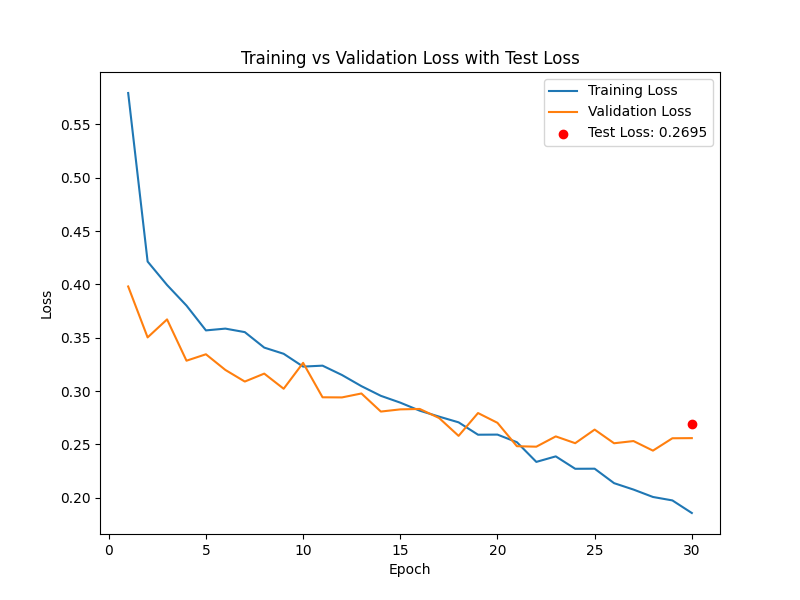 Training vs Validation Loss with Test Loss
Training Loss
Validation Loss
Test Loss: 0.2695
0.55
0.50
0.45
0.40
0.35
0.30
0.25
0.20
Loss
0 5 10 15 20 25 30
Epoch